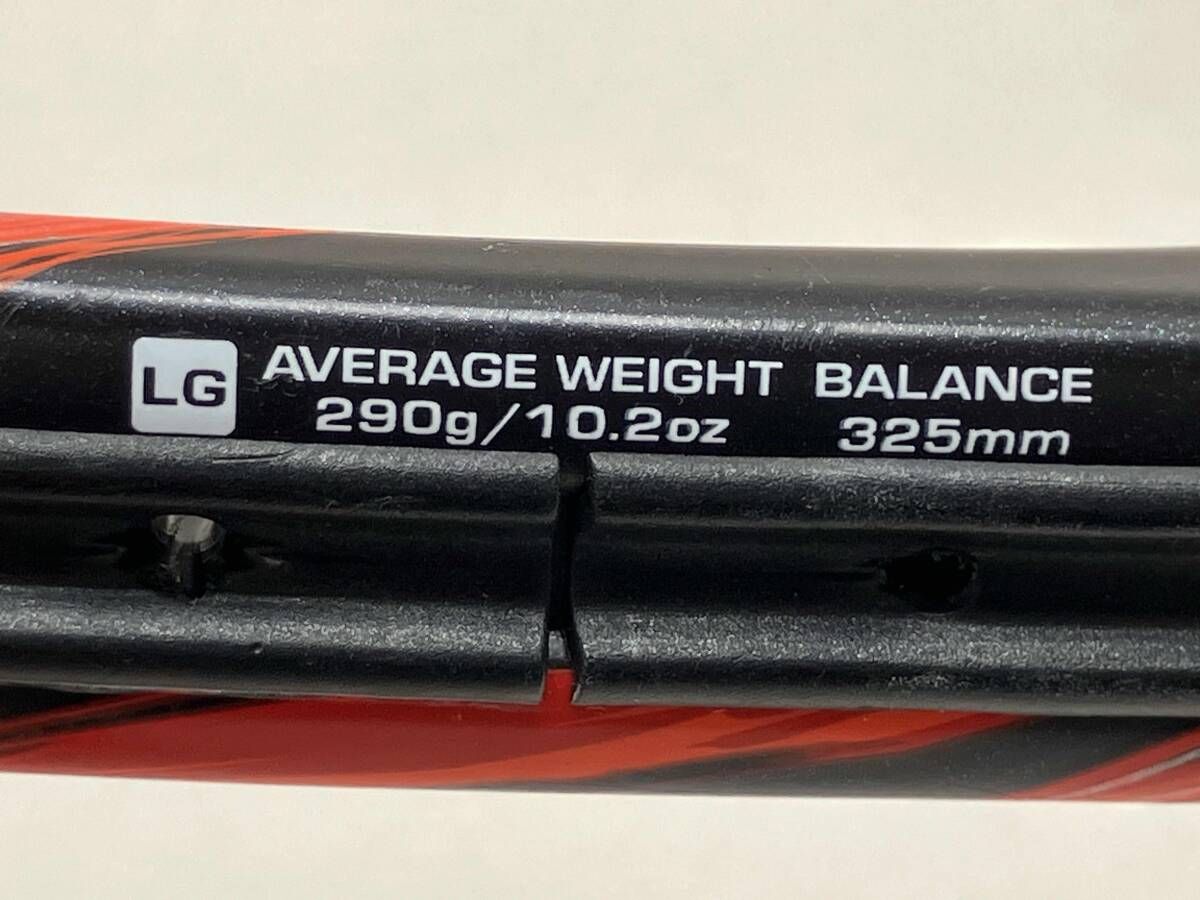 LG AVERAGE WEIGHT BALANCE
290g/10.2oz 325mm